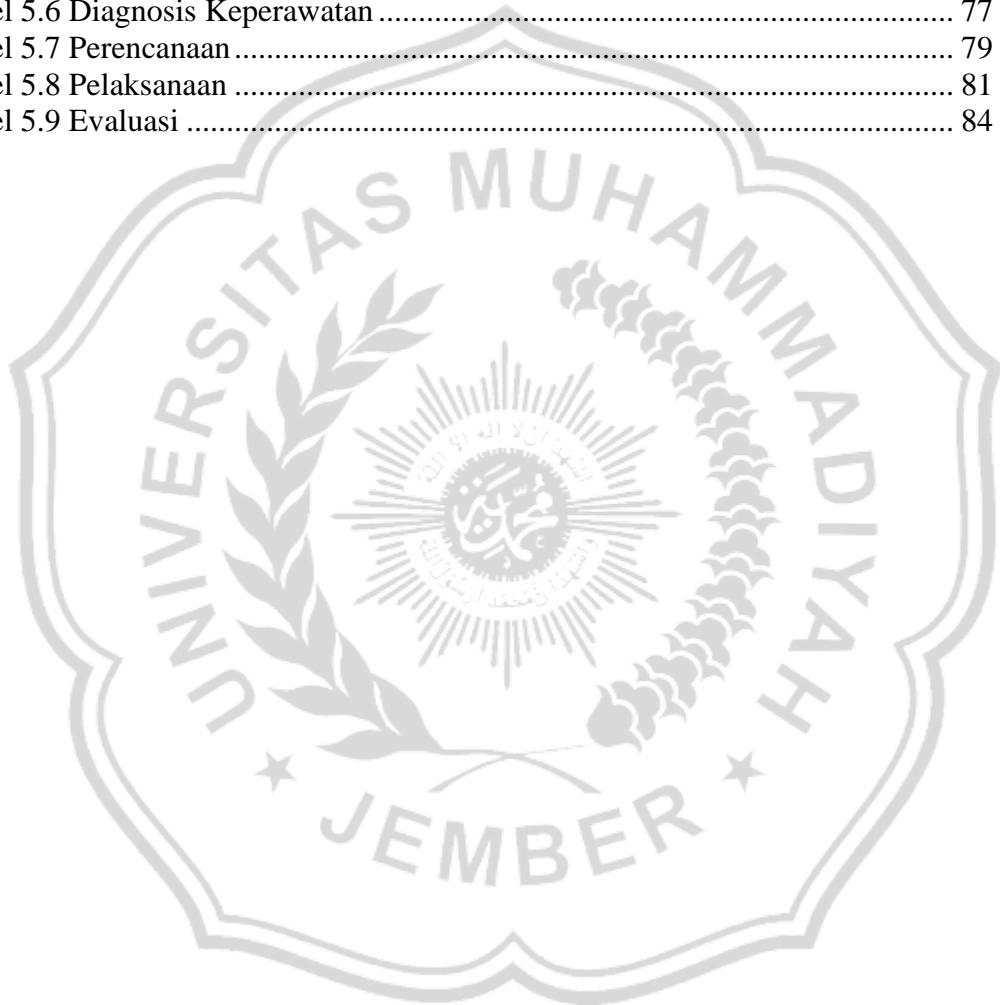 el 5.6 Diagnosis Keperawatan ........................................................................ 77
el 5.7 Perencanaan ........................................................................................... 79
el 5.8 Pelaksanaan ........................................................................................... 81
el 5.9 Evaluasi ................................................................................................. 84
UNIVERSITAS MUHAMMADIYAH
JEMBER